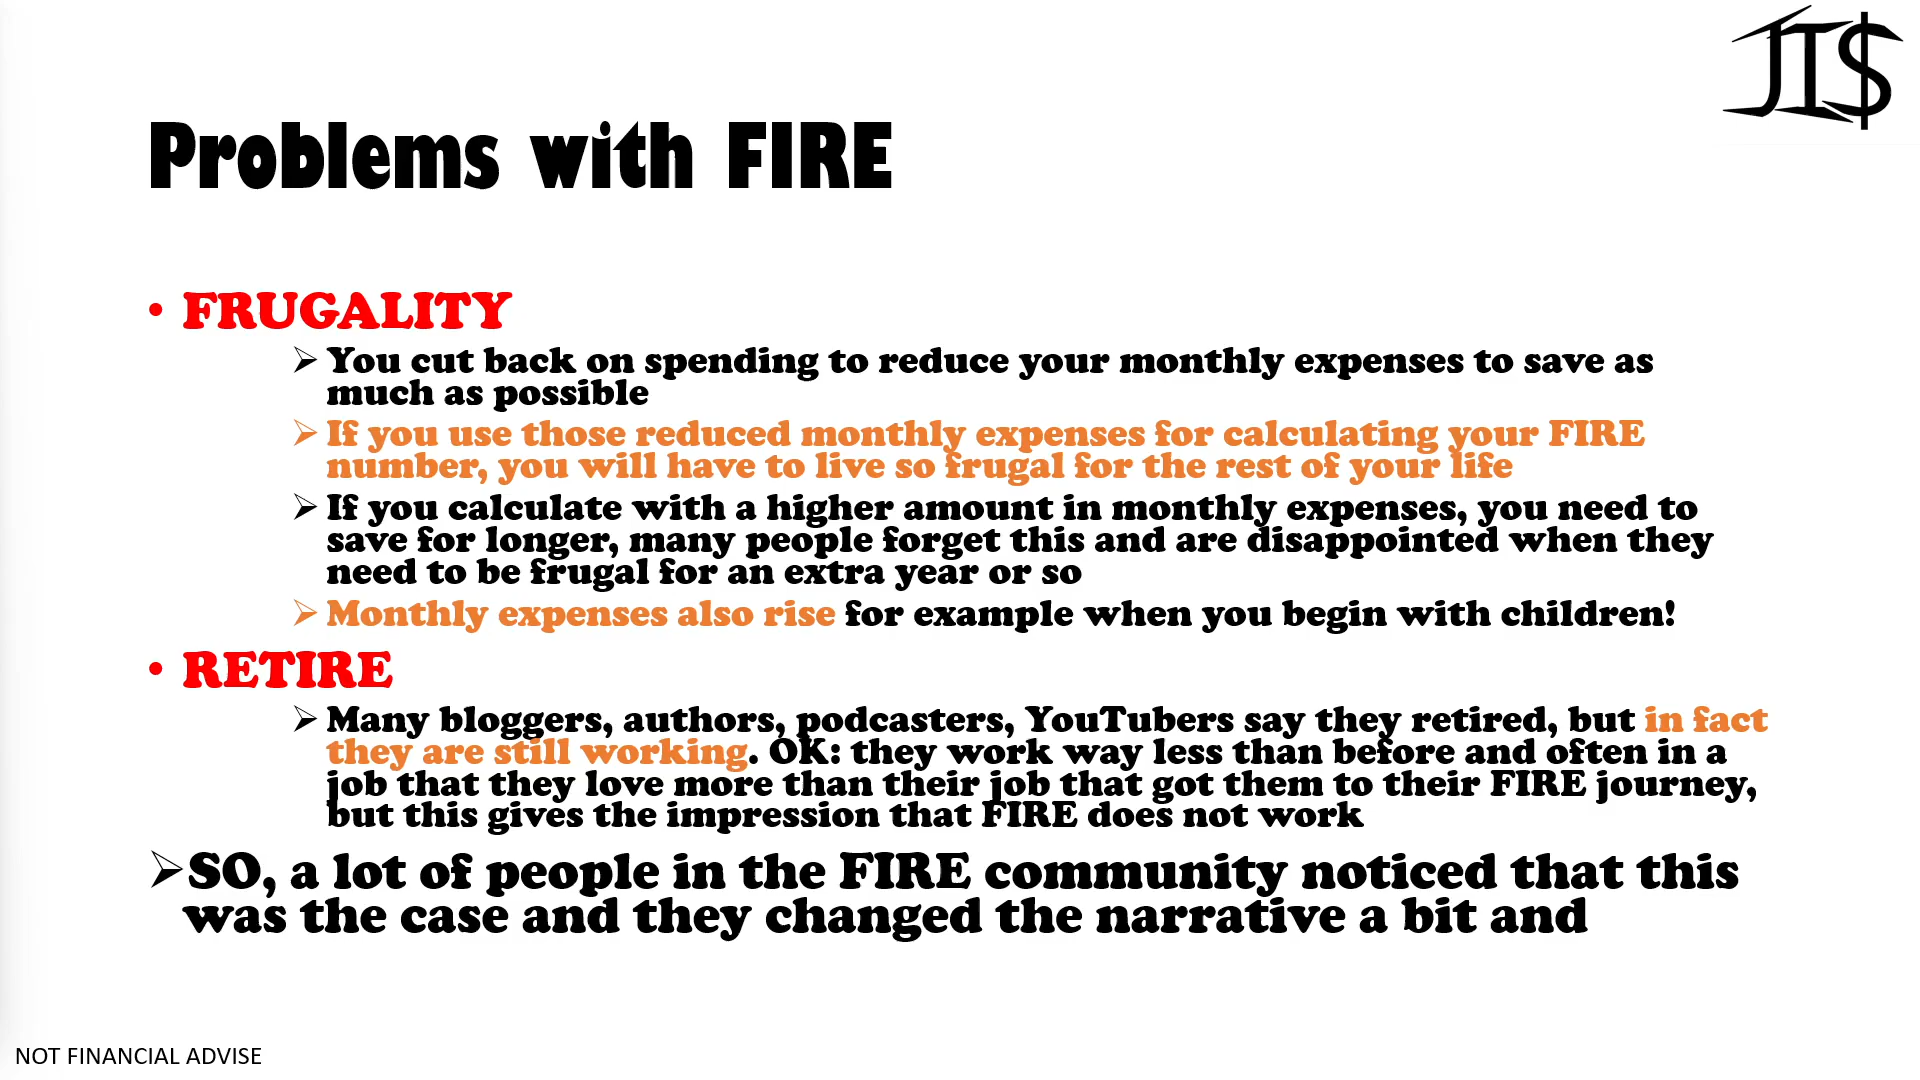 JI$
Problems with FIRE
• FRUGALITY
➢ You cut back on spending to reduce your monthly expenses to save as
much as possible
➢ If you use those reduced monthly expenses for calculating your FIRE
number, you will have to live so frugal for the rest of your life
➢ If you calculate with a higher amount in monthly expenses, you need to
save for longer, many people forget this and are disappointed when they
need to be frugal for an extra year or so
➢ Monthly expenses also rise for example when you begin with children!
• RETIRE
➢ Many bloggers, authors, podcasters, YouTubers say they retired, but in fact
they are still working. OK: they work way less than before and often in a
job that they love more than their job that got them to their FIRE journey,
but this gives the impression that FIRE does not work
➢ SO, a lot of people in the FIRE community noticed that this
was the case and they changed the narrative a bit and
NOT FINANCIAL ADVISE